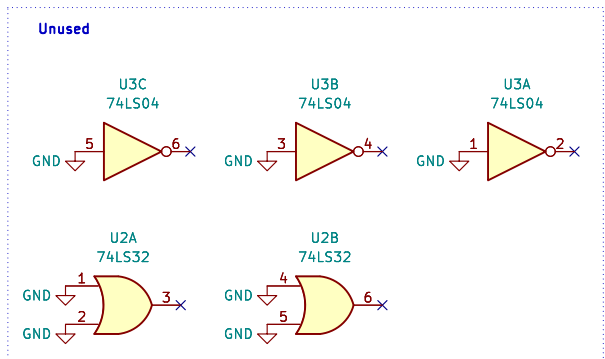 Unused
U3C U3B U3A
74LS04 74LS04 74LS04
5 6 3 4 1 2
GND GND GND
U2A U2B
74LS32 74LS32
1 4
GND GND
3 6
2 5
GND GND